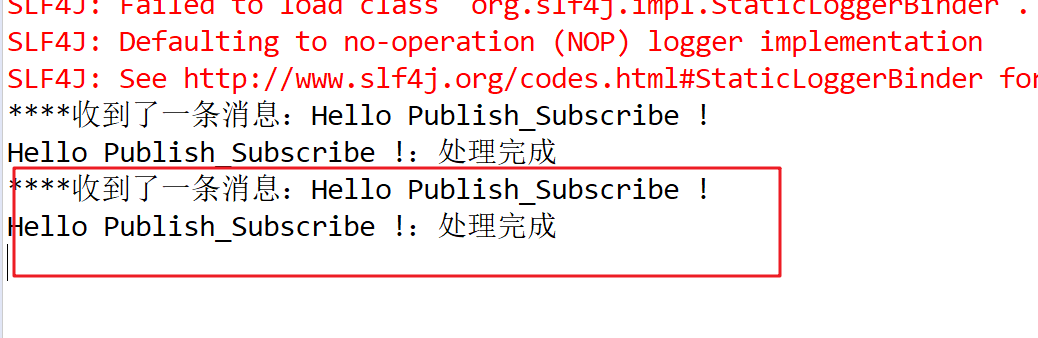 SLF4J: Failed to load class `org.slf4j.impl.StaticLoggerBinder`.
SLF4J: Defaulting to no-operation (NOP) logger implementation
SLF4J: See http://www.slf4j.org/codes.html#StaticLoggerBinder for
****收到了一条消息：Hello Publish_Subscribe !
Hello Publish_Subscribe !：处理完成
****收到了一条消息：Hello Publish_Subscribe !
Hello Publish_Subscribe !：处理完成